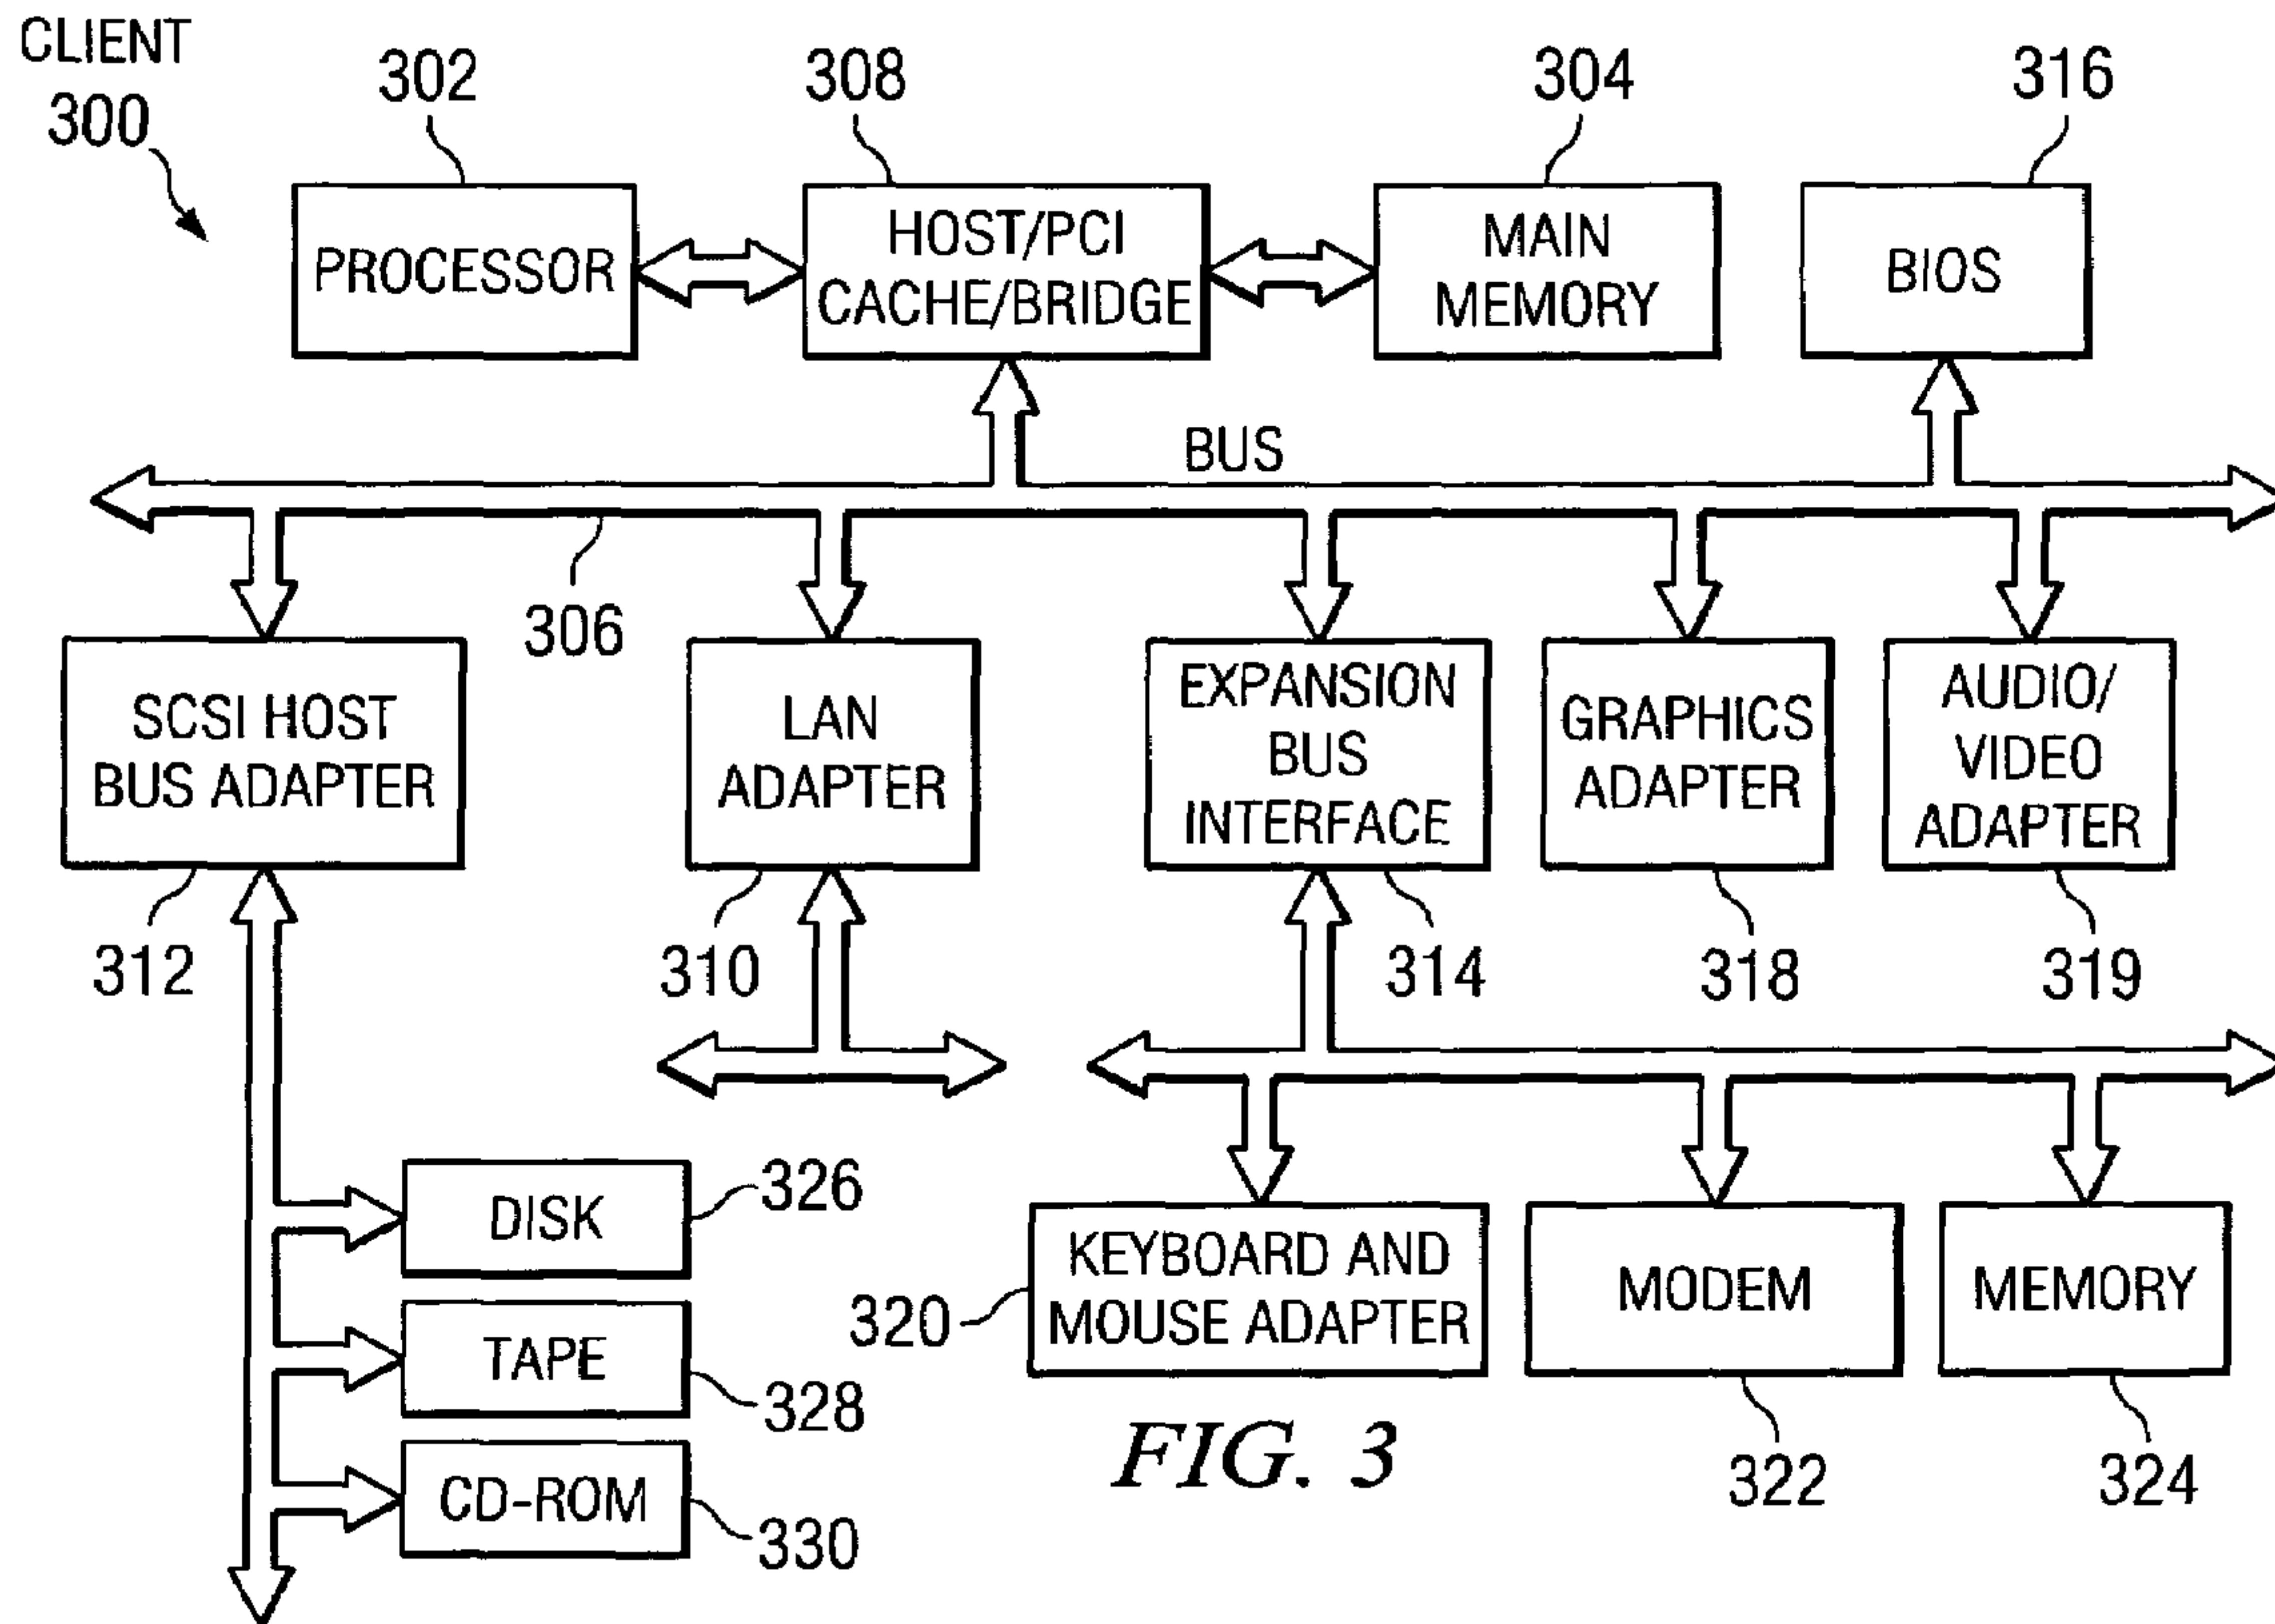 CLIENT
300
302
308
304
316
PROCESSOR
HOST/PCI
CACHE/BRIDGE
MAIN
MEMORY
BIOS
BUS
306
SCSI HOST
BUS ADAPTER
LAN
ADAPTER
EXPANSION
BUS
INTERFACE
GRAPHICS
ADAPTER
AUDIO/
VIDEO
ADAPTER
312
310
314
318
319
DISK
326
TAPE
328
CD-ROM
330
320
KEYBOARD AND
MOUSE ADAPTER
MODEM
MEMORY
322
324
FIG. 3